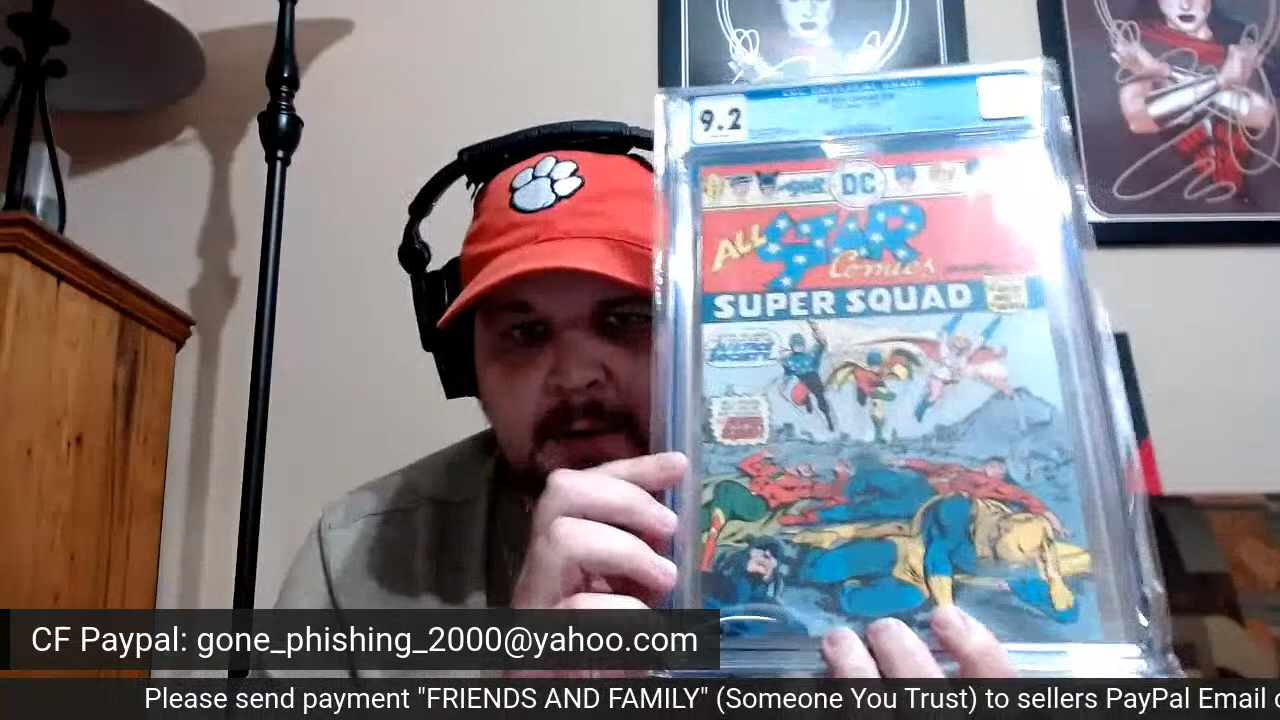 9.2
DC
ALL STAR
Comics
SUPER SQUAD
CF Paypal: gone_phishing_2000@yahoo.com
Please send payment "FRIENDS AND FAMILY" (Someone You Trust) to sellers PayPal Email